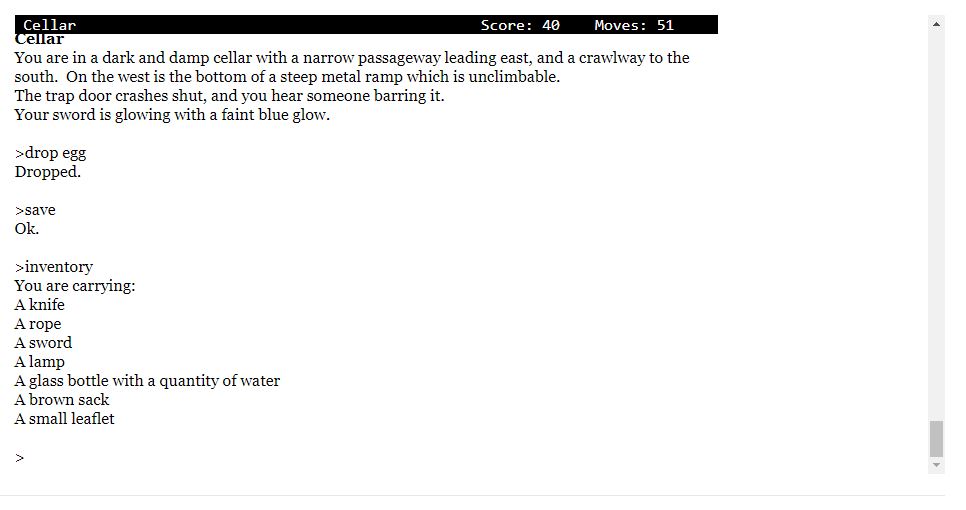 Cellar Score: 40 Moves: 51
Cellar
You are in a dark and damp cellar with a narrow passageway leading east, and a crawlway to the
south. On the west is the bottom of a steep metal ramp which is unclimbable.
The trap door crashes shut, and you hear someone barring it.
Your sword is glowing with a faint blue glow.
>drop egg
Dropped.
>save
Ok.
>inventory
You are carrying:
A knife
A rope
A sword
A lamp
A glass bottle with a quantity of water
A brown sack
A small leaflet
>